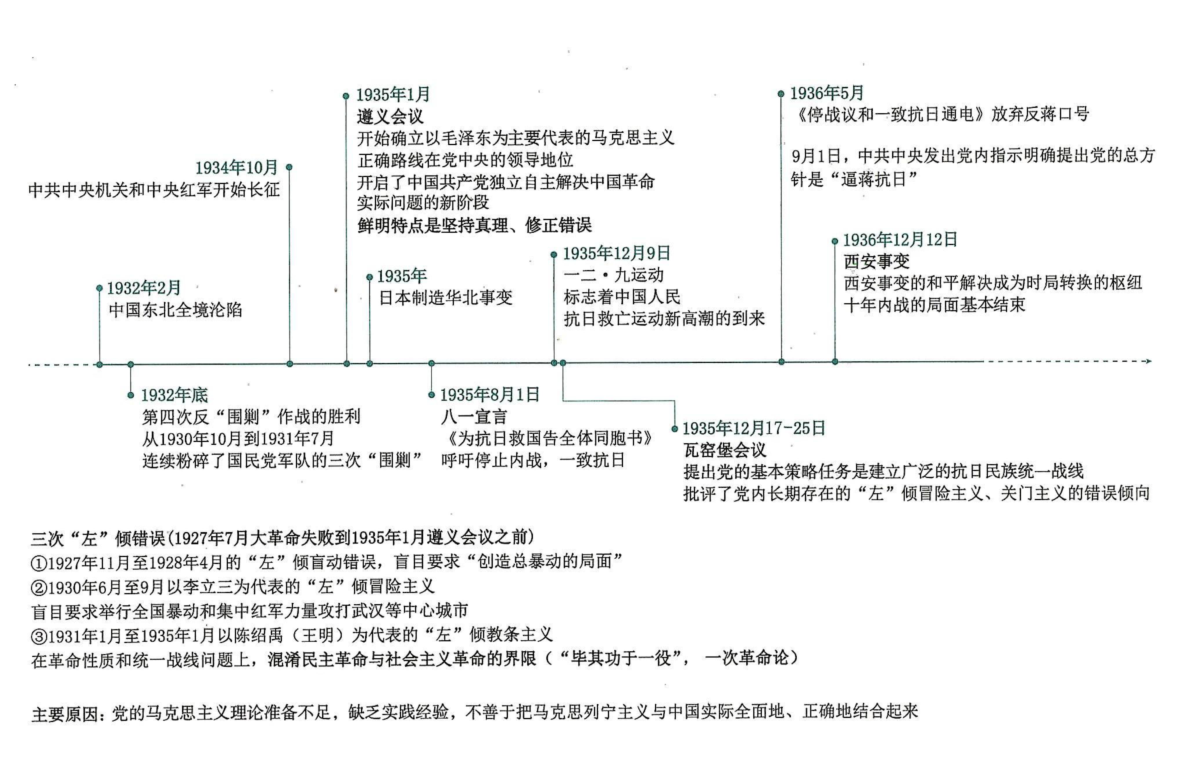 1935年1月
遵义会议
开始确立以毛泽东为主要代表的马克思主义
正确路线在党中央的领导地位
开启了中国共产党独立自主解决中国革命
实际问题的新阶段
鲜明特点是坚持真理、修正错误
1936年5月
《停战议和一致抗日通电》放弃反蒋口号
9月1日，中共中央发出党内指示明确提出党的总方
针是“逼蒋抗日”
1934年10月
中共中央机关和中央红军开始长征
1932年2月
中国东北全境沦陷
1935年
日本制造华北事变
1935年12月9日
一二·九运动
标志着中国人民
抗日救亡运动新高潮的到来
1936年12月12日
西安事变
西安事变的和平解决成为时局转换的枢纽
十年内战的局面基本结束
1932年底
第四次反“围剿”作战的胜利
从1930年10月到1931年7月
连续粉碎了国民党军队的三次“围剿”
1935年8月1日
八一宣言
《为抗日救国告全体同胞书》
呼吁停止内战，一致抗日
1935年12月17-25日
瓦窑堡会议
提出党的基本策略任务是建立广泛的抗日民族统一战线
批评了党内长期存在的“左”倾冒险主义、关门主义的错误倾向
三次“左”倾错误(1927年7月大革命失败到1935年1月遵义会议之前)
①1927年11月至1928年4月的“左”倾盲动错误，盲目要求“创造总暴动的局面”
②1930年6月至9月以李立三为代表的“左”倾冒险主义
盲目要求举行全国暴动和集中红军力量攻打武汉等中心城市
③1931年1月至1935年1月以陈绍禹（王明）为代表的“左”倾教条主义
在革命性质和统一战线问题上，混淆民主革命与社会主义革命的界限（“毕其功于一役”，一次革命论）
主要原因：党的马克思主义理论准备不足，缺乏实践经验，不善于把马克思列宁主义与中国实际全面地、正确地结合起来